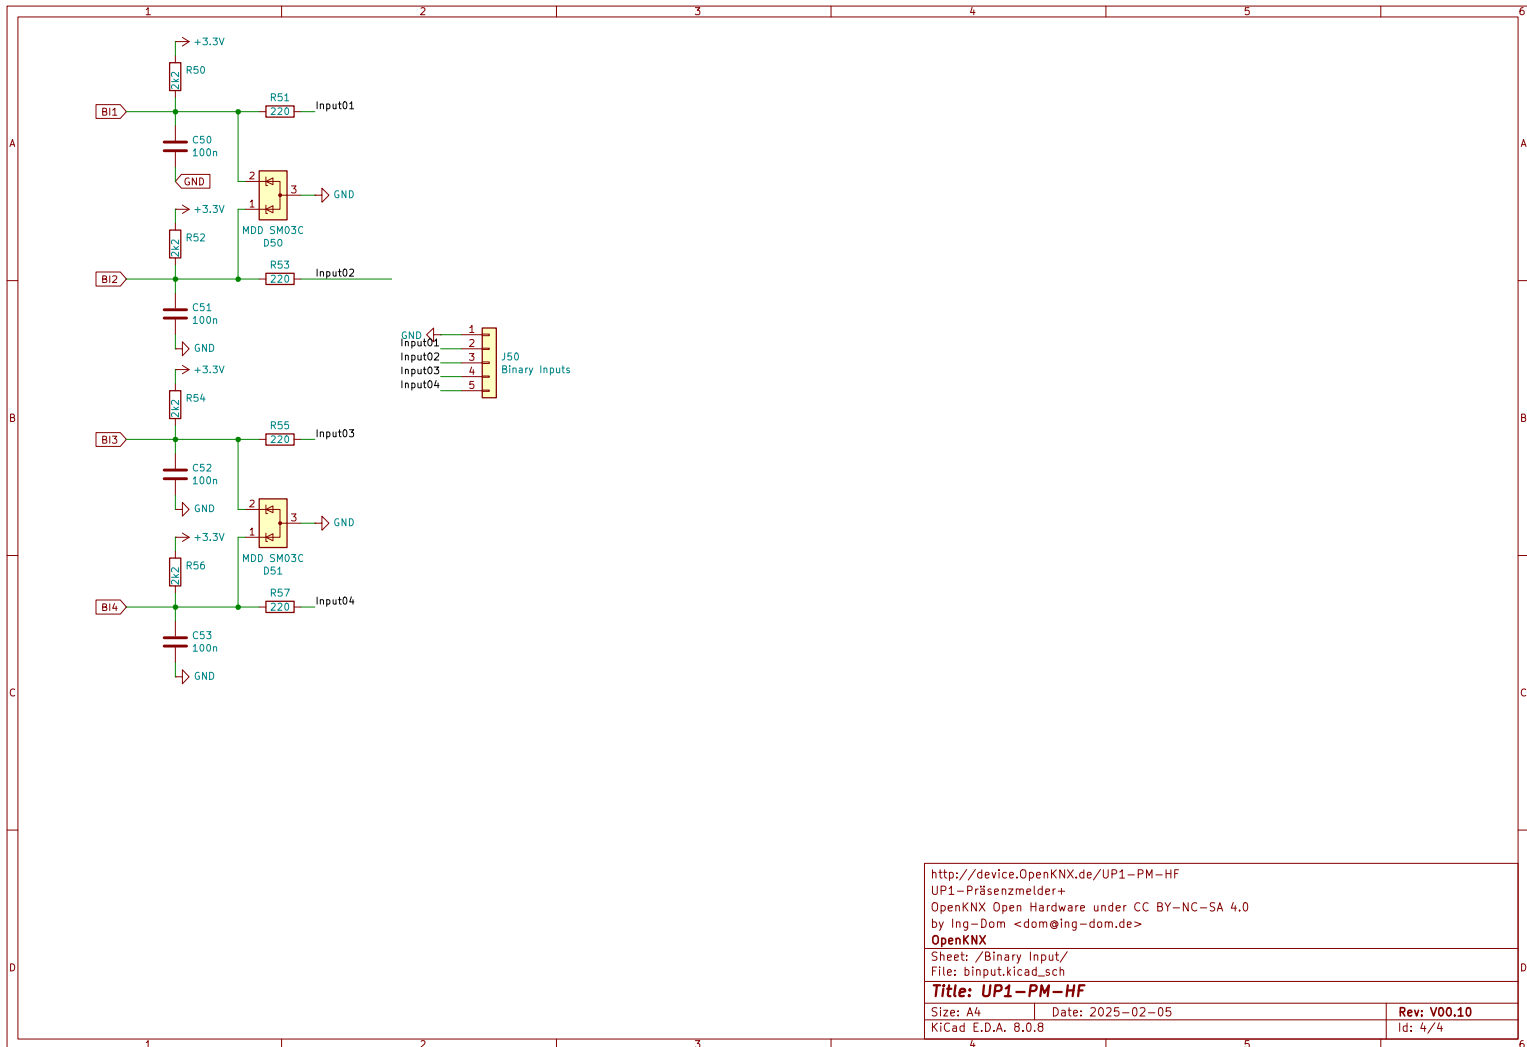 1 2 3 4 5 6
+3.3V
R50
2k2
BI1
R51
220
Input01
C50
100n
GND
2
3
1
GND
MDD SM03C
D50
+3.3V
R52
2k2
BI2
R53
220
Input02
C51
100n
GND
GND
1
Input01
2
Input02
3
Input03
4
Input04
5
J50
Binary Inputs
+3.3V
R54
2k2
BI3
R55
220
Input03
C52
100n
GND
2
3
1
GND
MDD SM03C
D51
+3.3V
R56
2k2
BI4
R57
220
Input04
C53
100n
GND
A
A
B
B
C
C
D
D
http://device.OpenKNX.de/UP1-PM-HF
UP1-Präsenzmelder+
OpenKNX Open Hardware under CC BY-NC-SA 4.0
by Ing-Dom <dom@ing-dom.de>
OpenKNX
Sheet: /Binary Input/
File: binput.kicad_sch
Title: UP1-PM-HF
Size: A4 Date: 2025-02-05 Rev: V00.10
KiCad E.D.A. 8.0.8 Id: 4/4
1 2 3 4 5 6